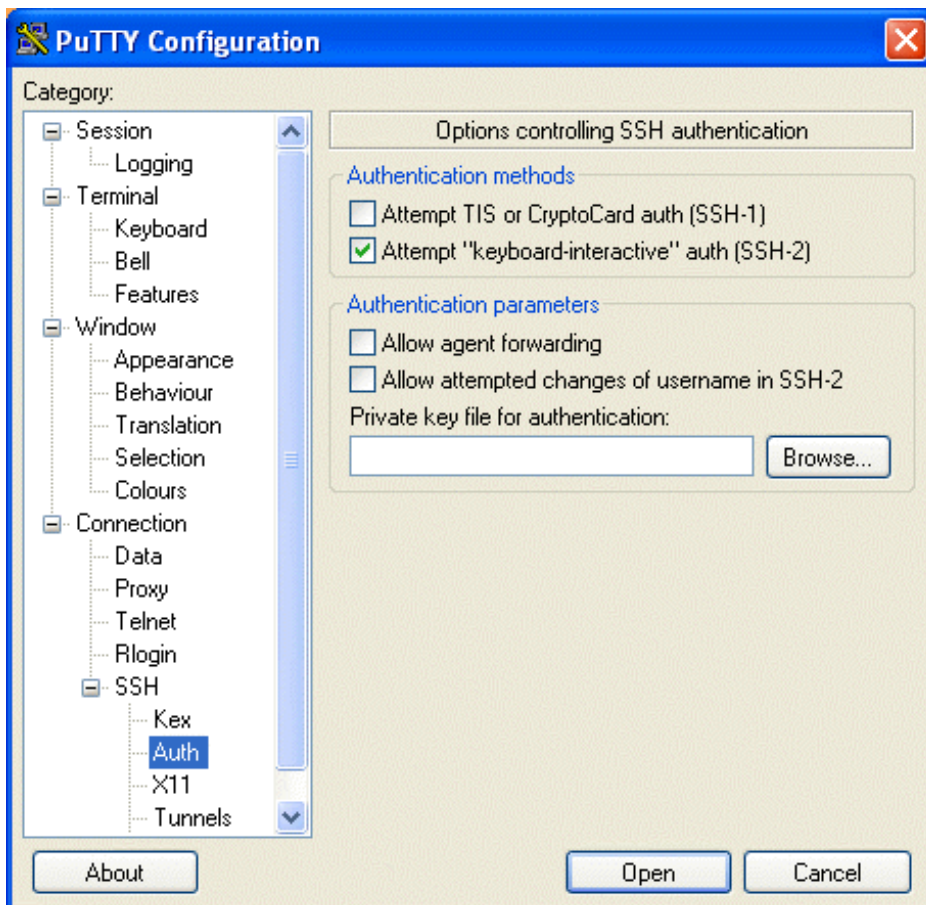 PuTTY Configuration
Category:
Session
Logging
Terminal
Keyboard
Bell
Features
Window
Appearance
Behaviour
Translation
Selection
Colours
Connection
Data
Proxy
Telnet
Rlogin
SSH
Kex
Auth
X11
Tunnels
Options controlling SSH authentication
Authentication methods
Attempt TIS or CryptoCard auth (SSH-1)
Attempt "keyboard-interactive" auth (SSH-2)
Authentication parameters
Allow agent forwarding
Allow attempted changes of username in SSH-2
Private key file for authentication:
Browse...
About
Open
Cancel